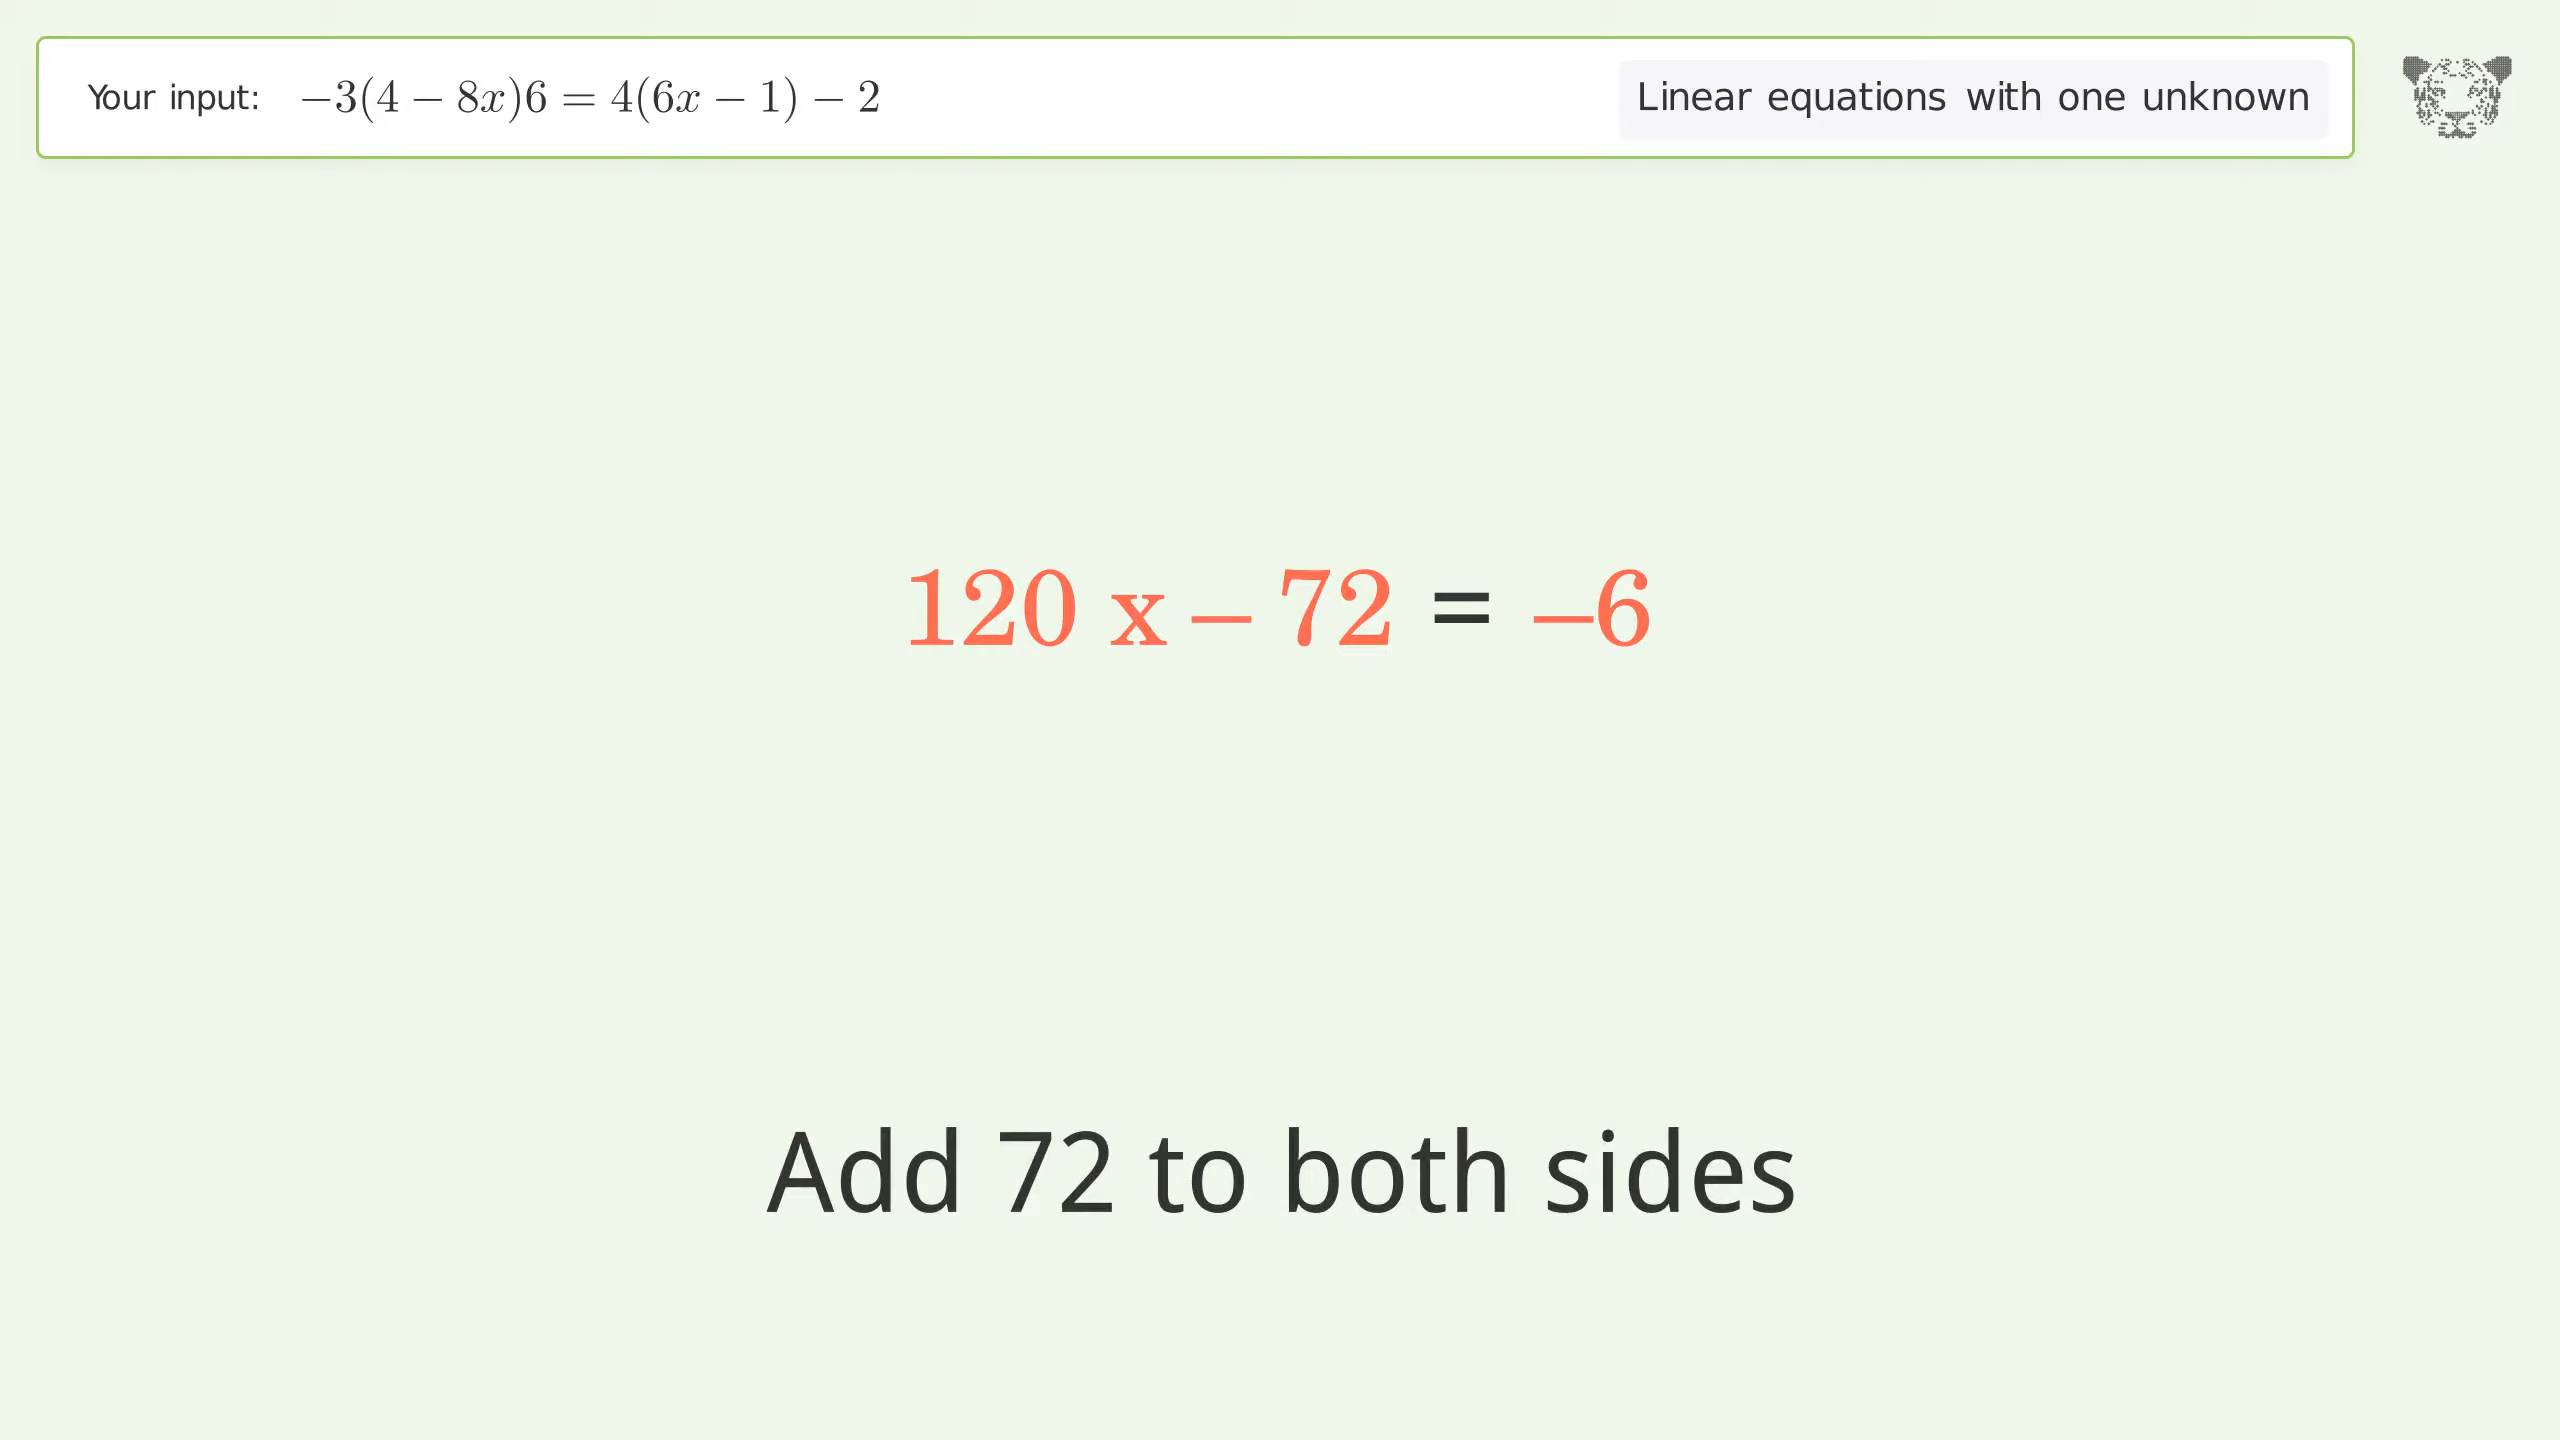 Your input: −3(4 − 8x)6 = 4(6x − 1) − 2
Linear equations with one unknown
120 x – 72 = –6
Add 72 to both sides